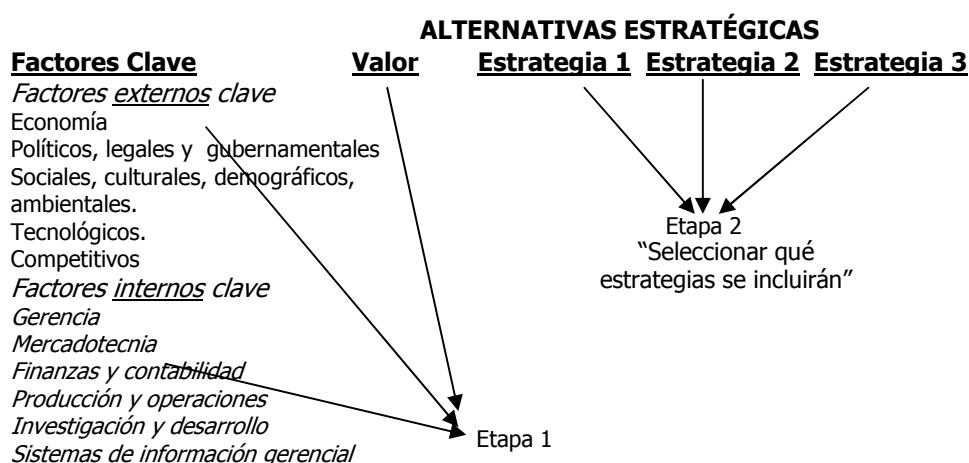 ALTERNATIVAS ESTRATÉGICAS
Factores Clave Valor Estrategia 1 Estrategia 2 Estrategia 3
Factores externos clave
Economía
Políticos, legales y gubernamentales
Sociales, culturales, demográficos,
ambientales.
Tecnológicos.
Competitivos
Factores internos clave
Gerencia
Mercadotecnia
Finanzas y contabilidad
Producción y operaciones
Investigación y desarrollo
Sistemas de información gerencial
Etapa 2
“Seleccionar qué
estrategias se incluirán”
Etapa 1